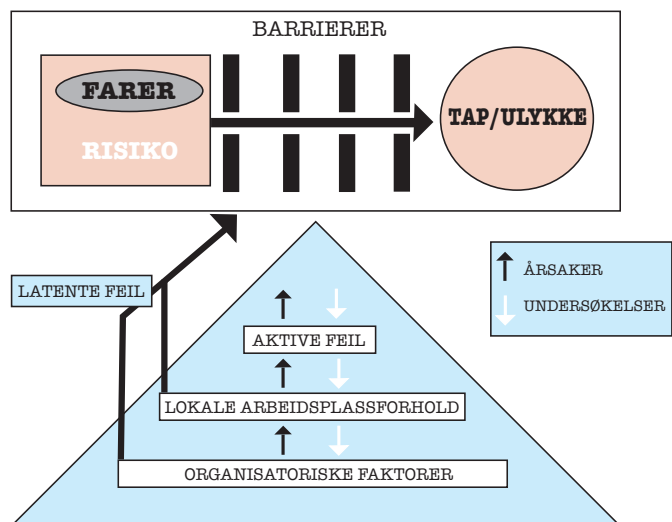 BARRIERER
FARER
RISIKO
TAP/ULYKKE
LATENTE FEIL
ÅRSAKER
UNDERSØKELSER
AKTIVE FEIL
LOKALE ARBEIDSPLASSFORHOLD
ORGANISATORISKE FAKTORER